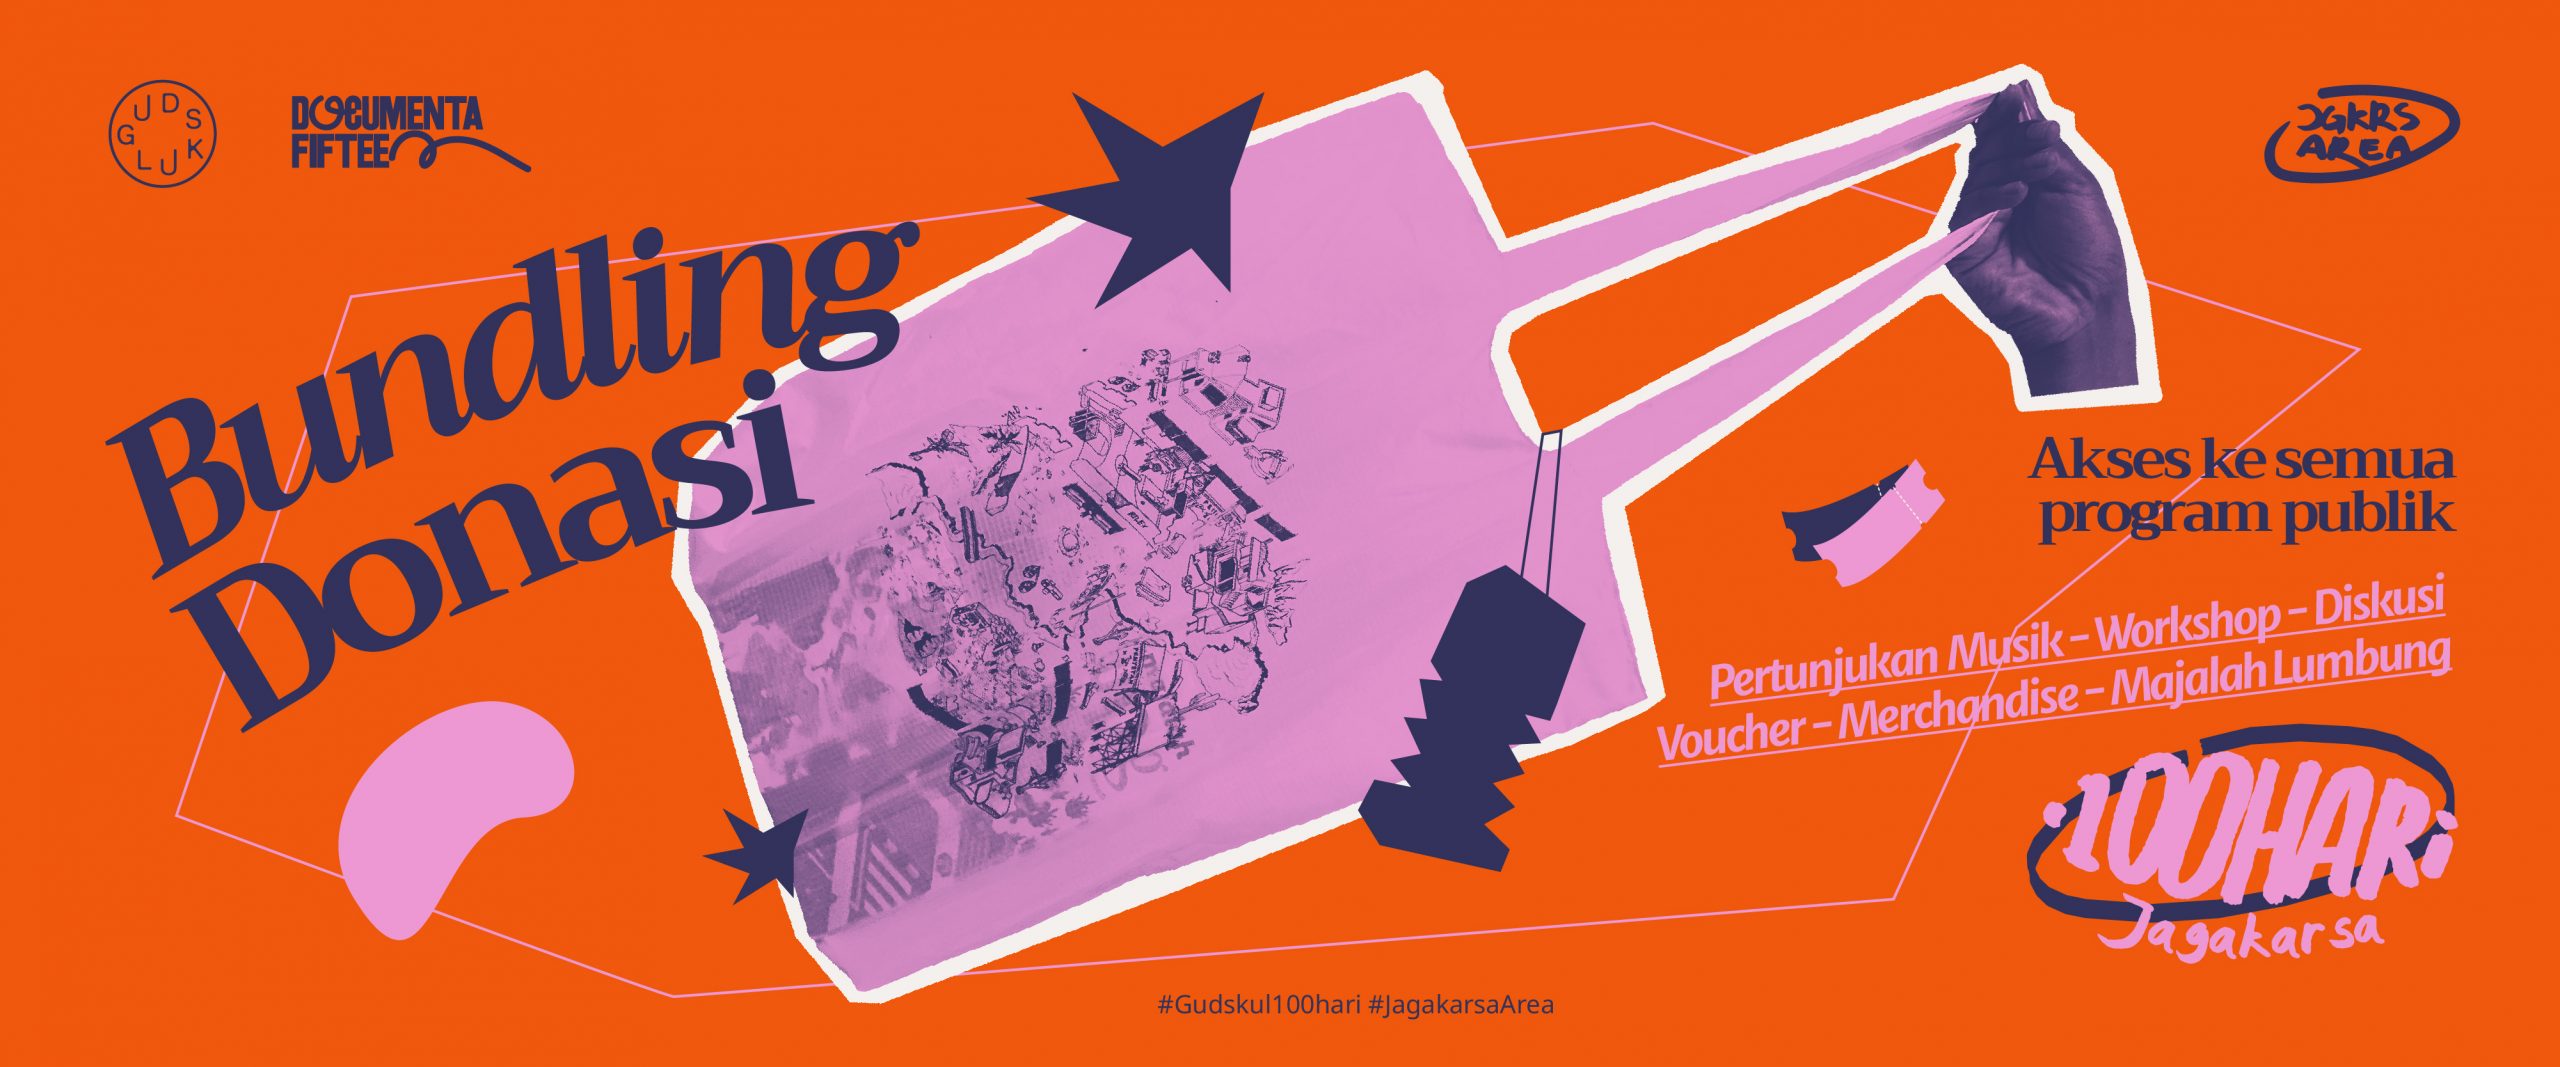 GUDSKUL
DOCUMENTA
FIFTEEN
JGKRS
AREA
Bundling
Donasi
Akses ke semua
program publik
Pertunjukan Musik – Workshop – Diskusi
Voucher – Merchandise – Majalah Lumbung
100HARi
Jagakarsa
#Gudskul100hari #JagakarsaArea